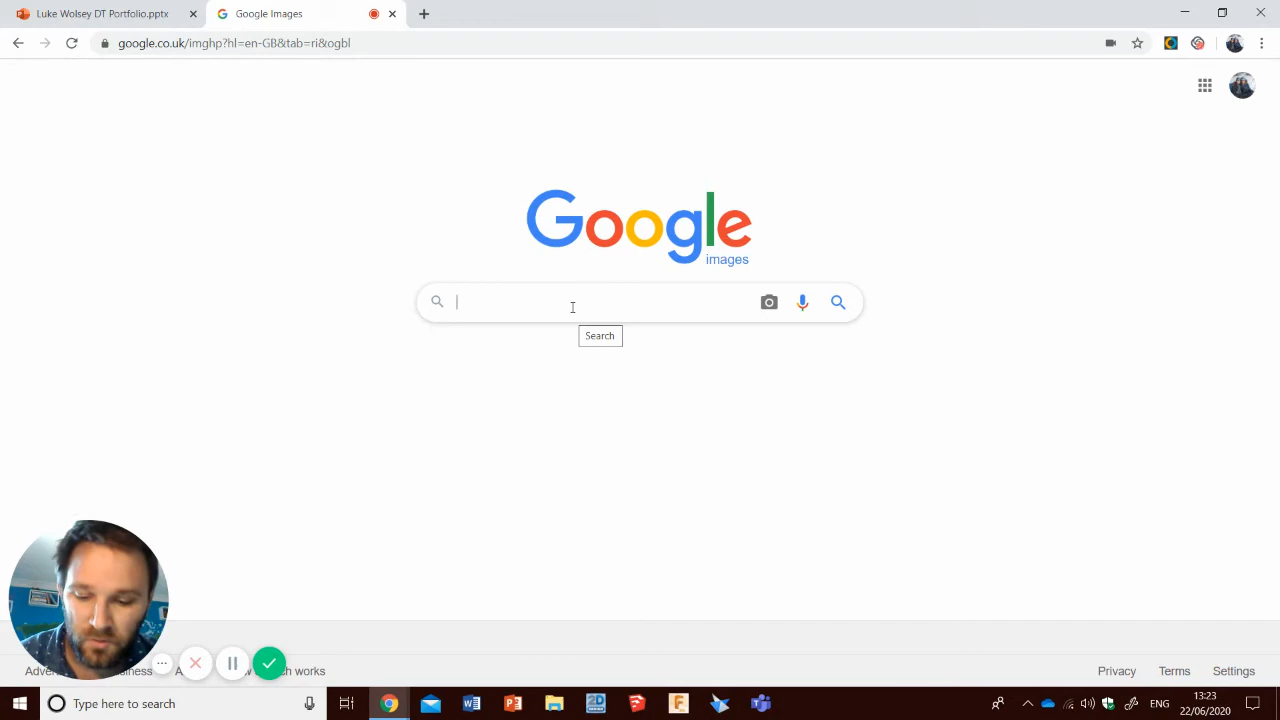 Luke Wolsey DT Portfolio.pptx
Google Images
google.co.uk/imghp?hl=en-GB&tab=ri&ogbl
Google
images
Search
Privacy
Terms
Settings
Type here to search
2D
ENG
13:23
22/06/2020